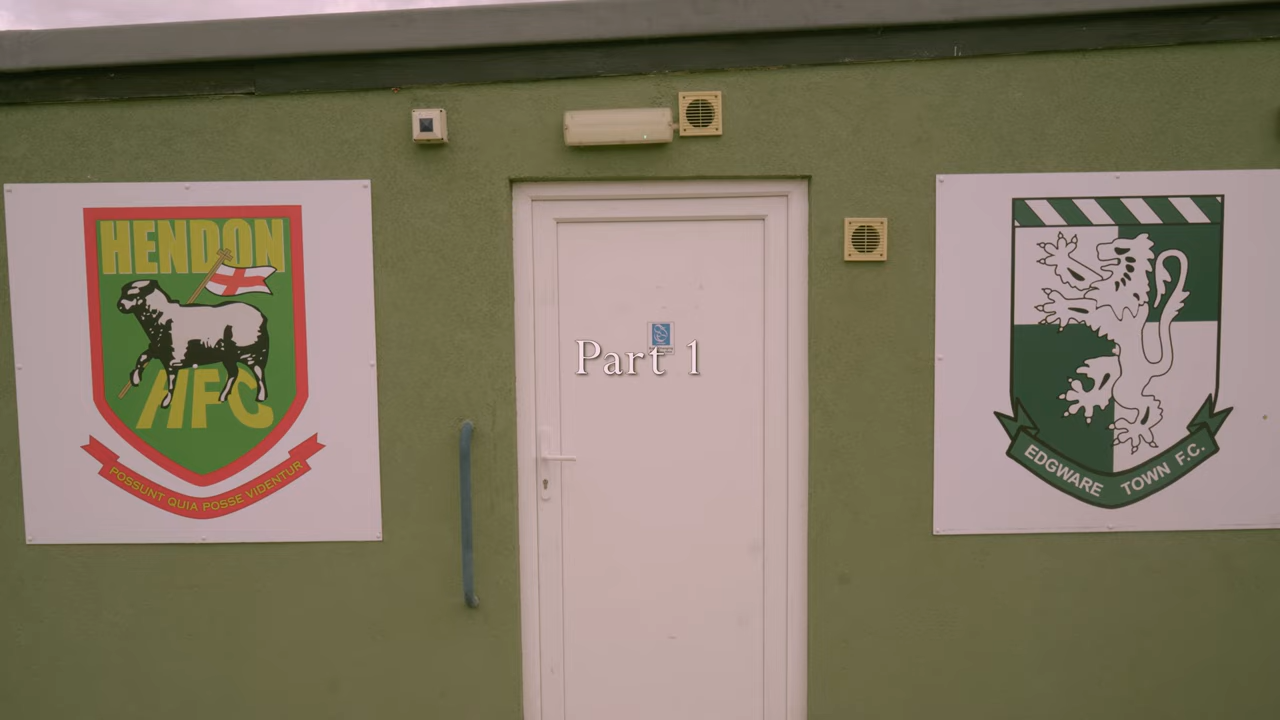 HENDON
HFC
POSSUNT QUIA POSSE VIDENTUR
Part 1
EDGWARE TOWN F.C.